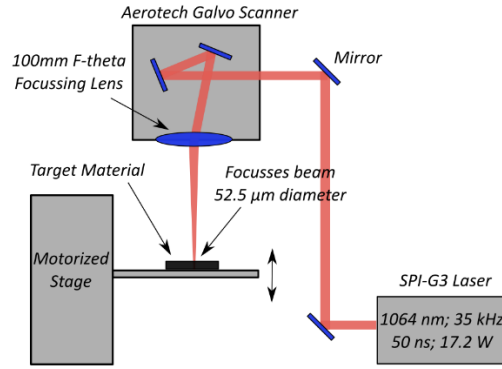 Aerotech Galvo Scanner
100mm F-theta
Focussing Lens
Mirror
Target Material
Focusses beam
52.5 µm diameter
Motorized
Stage
SPI-G3 Laser
1064 nm; 35 kHz
50 ns; 17.2 W